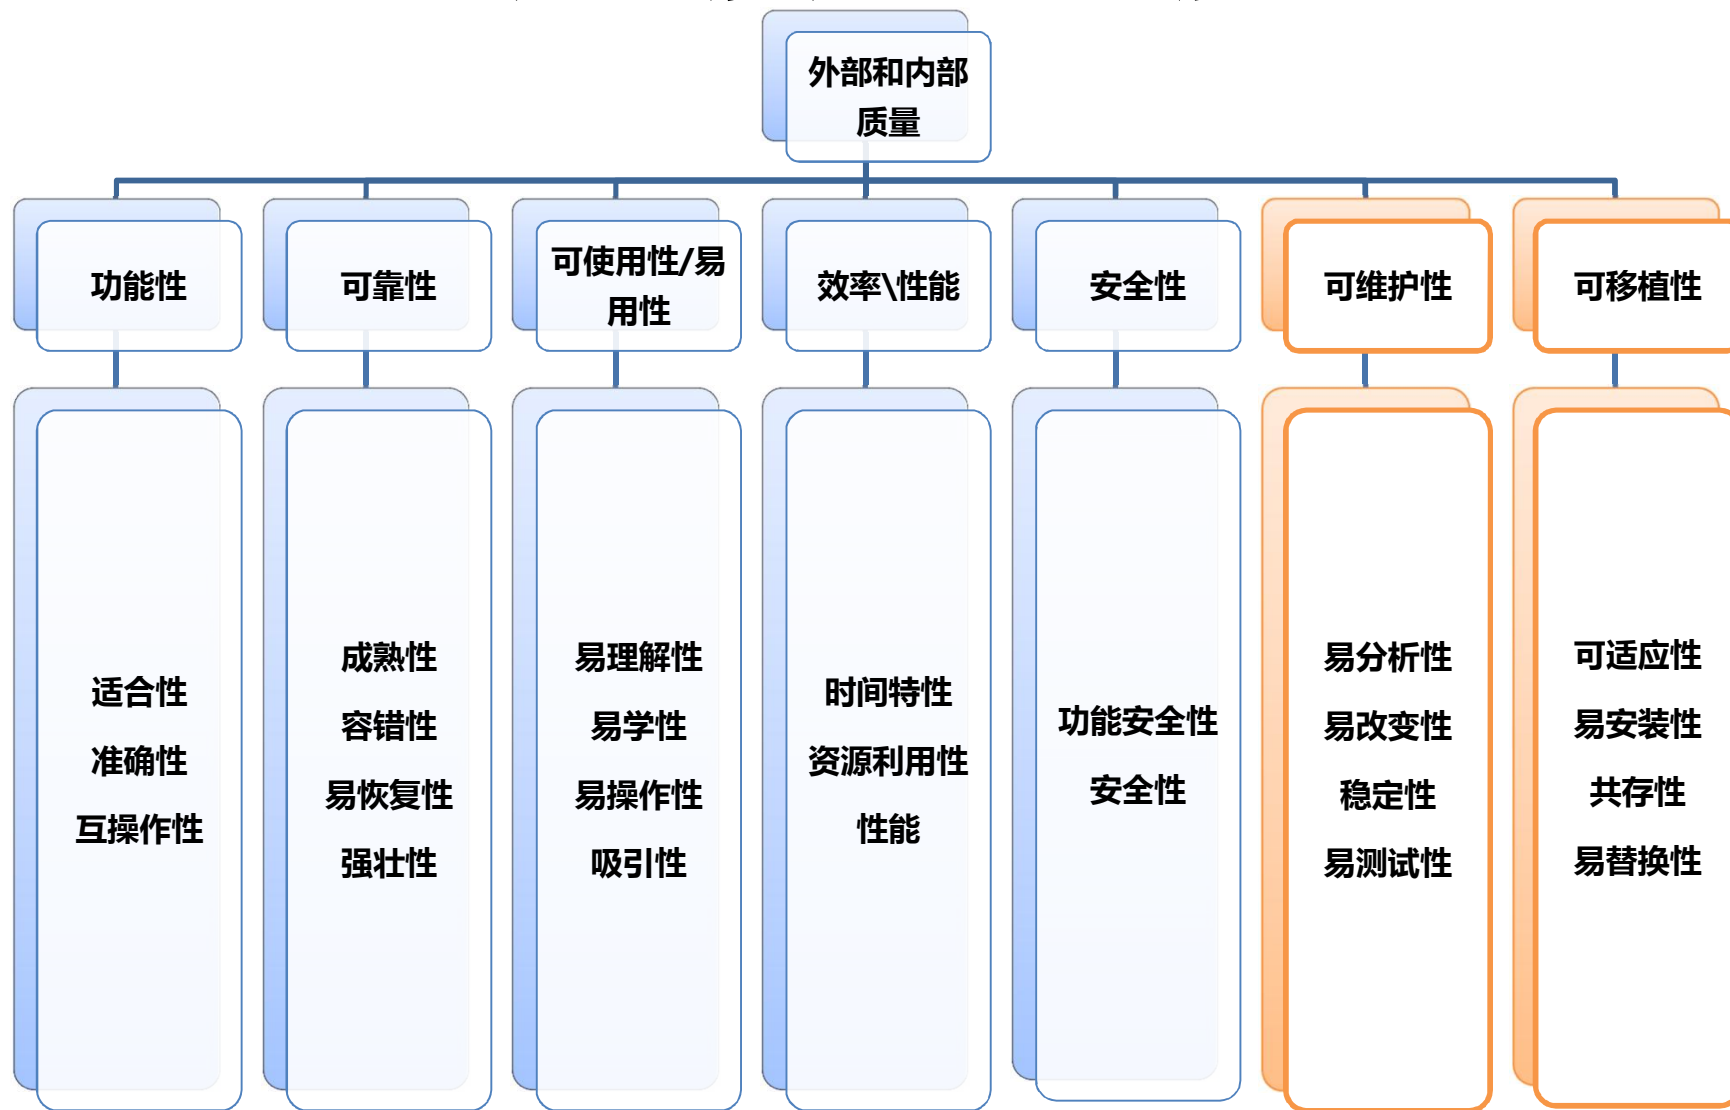 外部和内部
质量
功能性
可靠性
可使用性/易
用性
效率\性能
安全性
可维护性
可移植性
适合性
准确性
互操作性
成熟性
容错性
易恢复性
强壮性
易理解性
易学性
易操作性
吸引性
时间特性
资源利用性
性能
功能安全性
安全性
易分析性
易改变性
稳定性
易测试性
可适应性
易安装性
共存性
易替换性